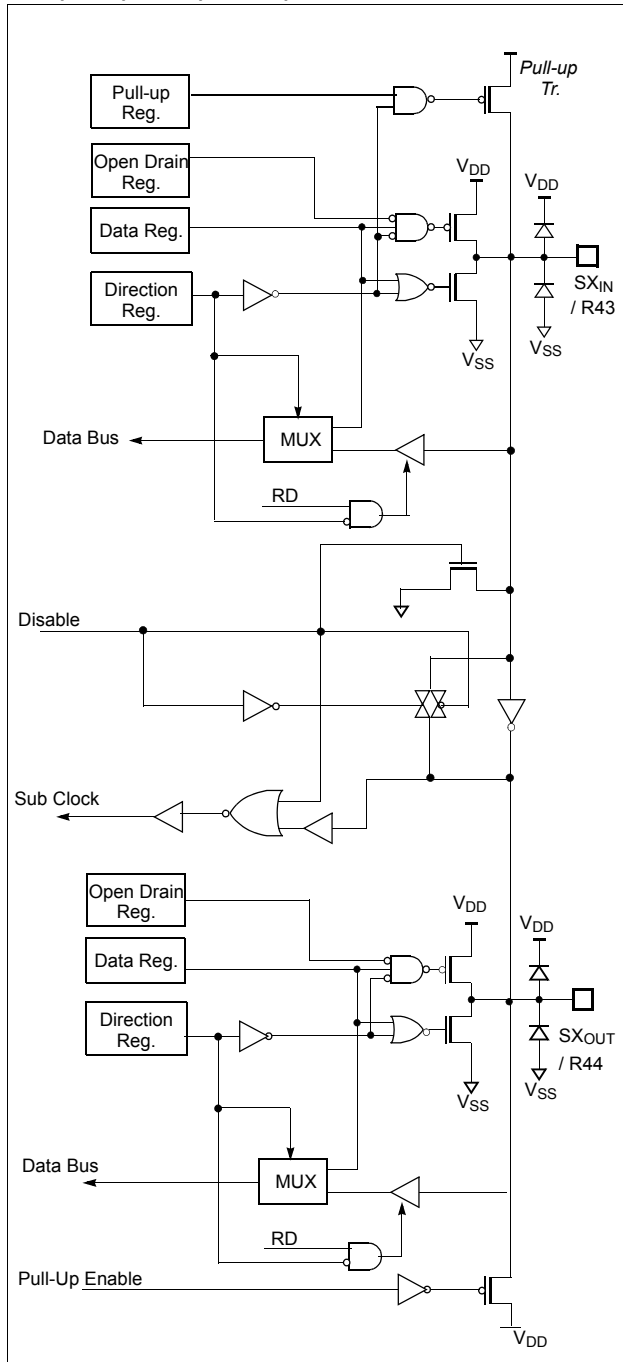 Pull-up
Tr.
Pull-up
Reg.
Open Drain
Reg.
VDD
VDD
Data Reg.
Direction
Reg.
SXIN
/ R43
VSS
VSS
Data Bus
MUX
RD
Disable
Sub Clock
Open Drain
Reg.
VDD
VDD
Data Reg.
Direction
Reg.
SXOUT
/ R44
VSS
VSS
Data Bus
MUX
RD
Pull-Up Enable
VDD